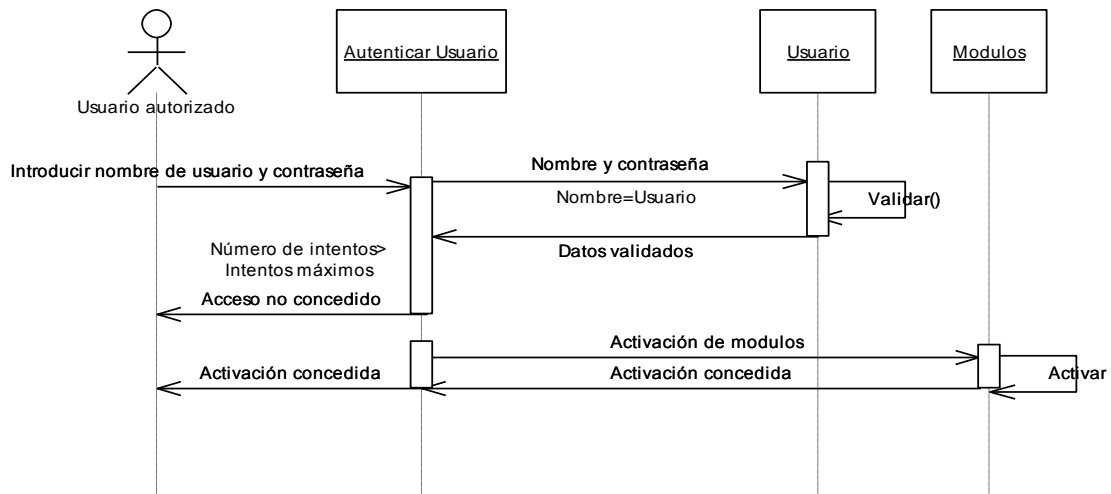 Autenticar Usuario
Usuario
Modulos
Usuario autorizado
Introducir nombre de usuario y contraseña
Nombre y contraseña
Nombre=Usuario
Validar()
Datos validados
Número de intentos>
Intentos máximos
Acceso no concedido
Activación de modulos
Activación concedida
Activación concedida
Activar